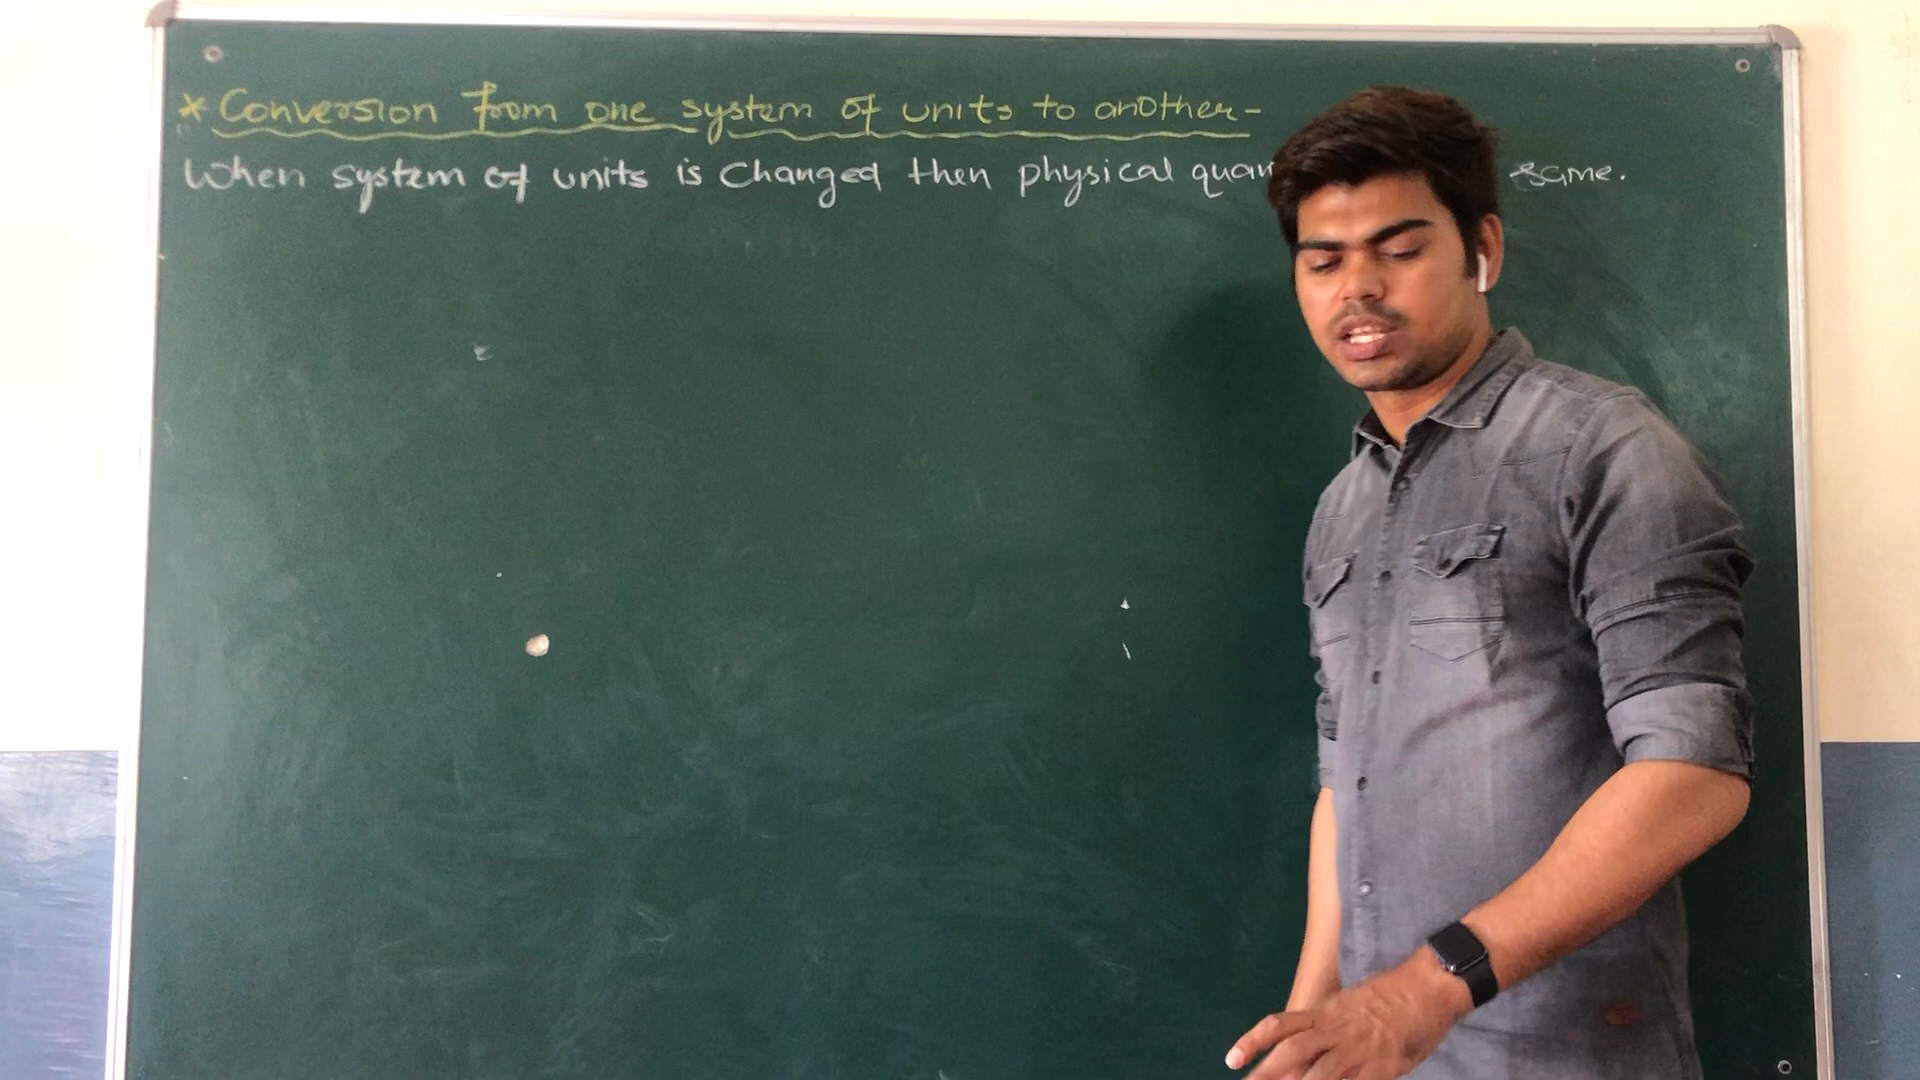 * Conversion from one system of units to another-
When system of units is changed then physical quan same.